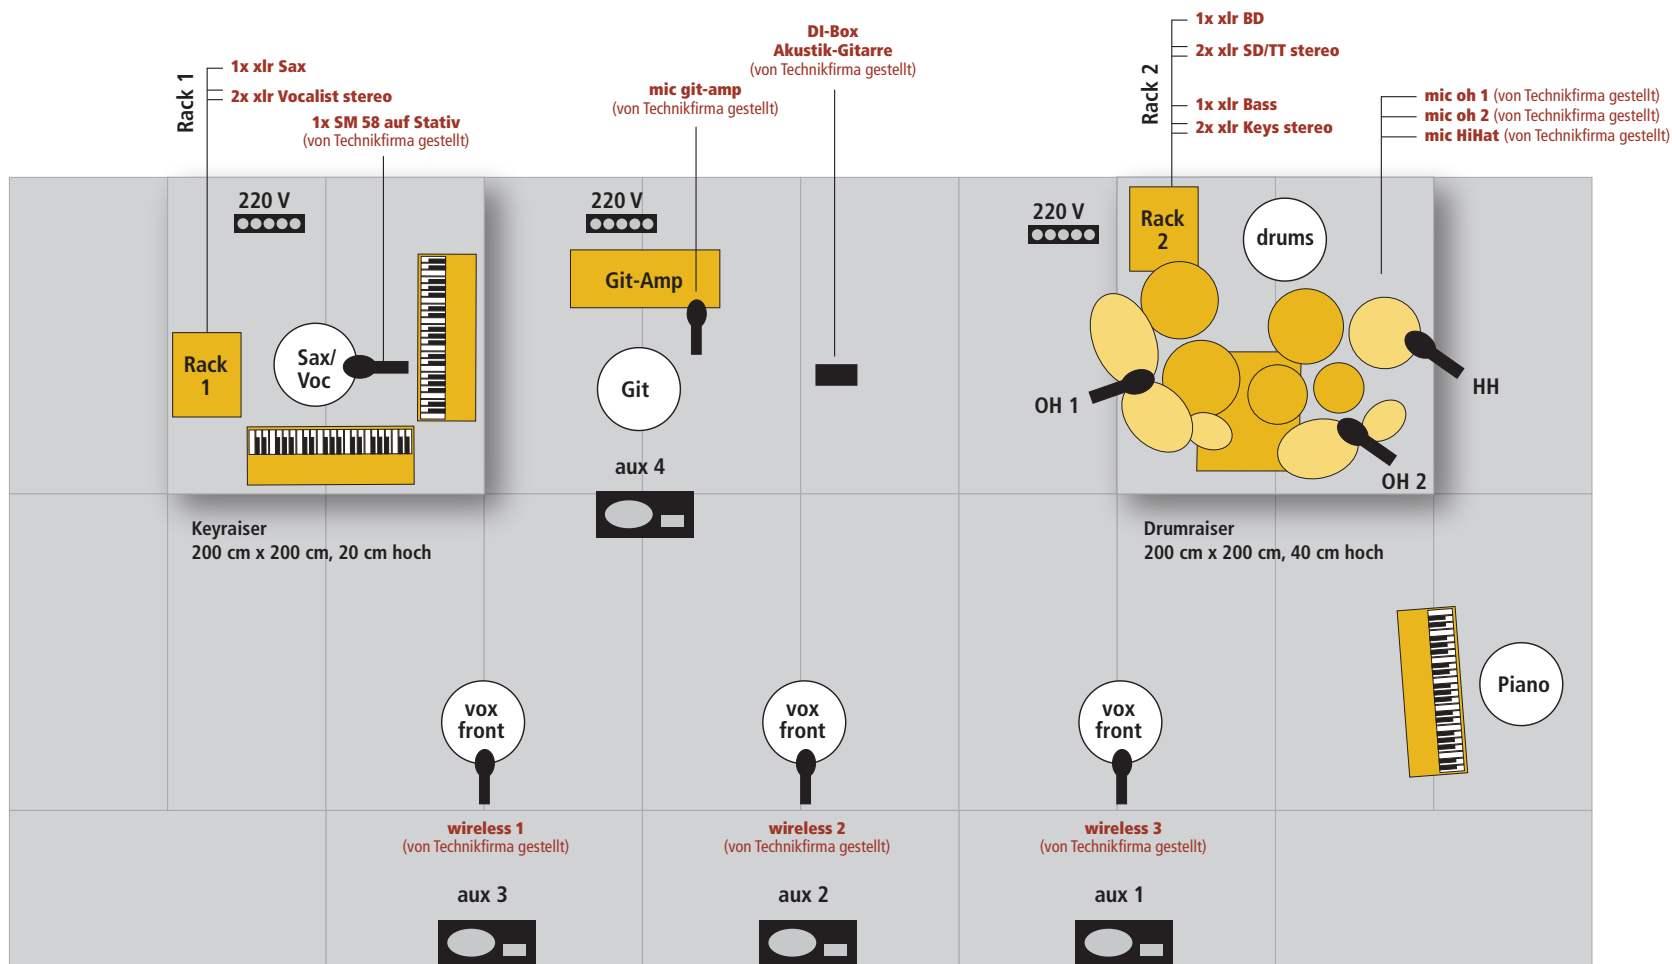 1x xlr Sax
2x xlr Vocalist stereo
Rack 1
1x SM 58 auf Stativ
(von Technikfirma gestellt)
mic git-amp
(von Technikfirma gestellt)
DI-Box
Akustik-Gitarre
(von Technikfirma gestellt)
1x xlr BD
2x xlr SD/TT stereo
Rack 2
1x xlr Bass
2x xlr Keys stereo
mic oh 1 (von Technikfirma gestellt)
mic oh 2 (von Technikfirma gestellt)
mic HiHat (von Technikfirma gestellt)
220 V
220 V
220 V
Rack
2
drums
Git-Amp
Rack
1
Sax/
Voc
Git
OH 1
HH
OH 2
aux 4
Keyraiser
200 cm x 200 cm, 20 cm hoch
Drumraiser
200 cm x 200 cm, 40 cm hoch
vox
front
vox
front
vox
front
Piano
wireless 1
(von Technikfirma gestellt)
wireless 2
(von Technikfirma gestellt)
wireless 3
(von Technikfirma gestellt)
aux 3
aux 2
aux 1